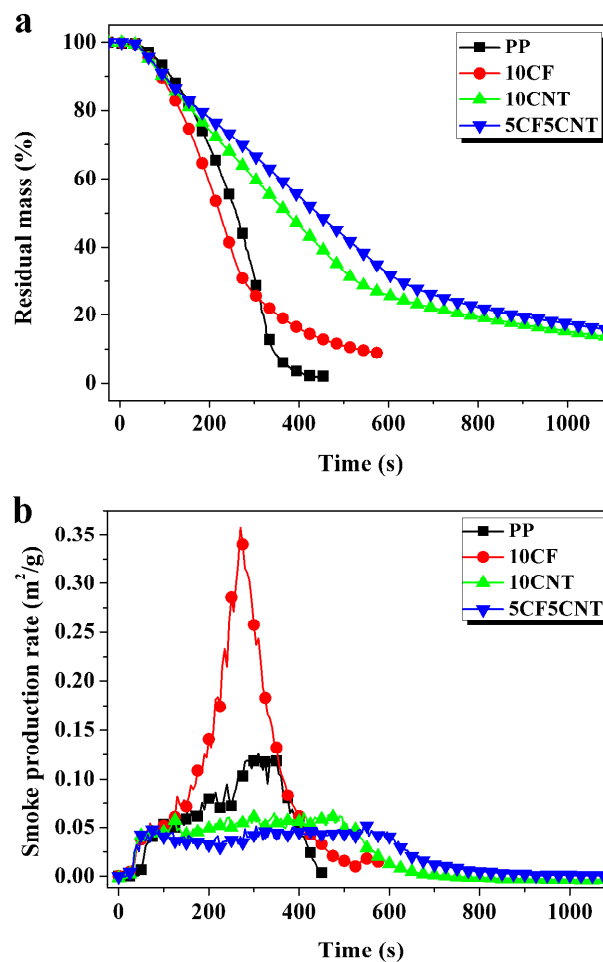 a
100
80
60
40
20
0
Residual mass (%)
PP
10CF
10CNT
5CF5CNT
0 200 400 600 800 1000
Time (s)
b
0.35
0.30
0.25
0.20
0.15
0.10
0.05
0.00
Smoke production rate (m²/g)
PP
10CF
10CNT
5CF5CNT
0 200 400 600 800 1000
Time (s)